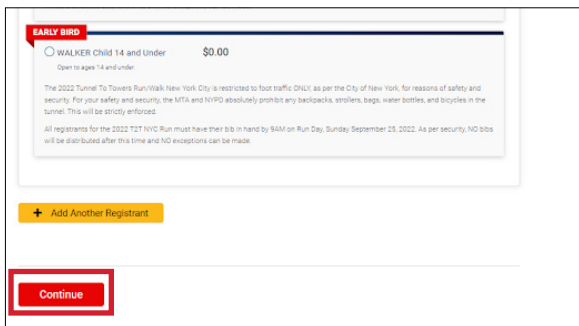 EARLY BIRD
WALKER Child 14 and Under $0.00
Open to ages 14 and under.
The 2022 Tunnel To Towers Run/Walk New York City is restricted to foot traffic ONLY, as per the City of New York, for reasons of safety and
security. For your safety and security, the MTA and NYPD absolutely prohibit any backpacks, strollers, bags, water bottles, and bicycles in the
tunnel. This will be strictly enforced.
All registrants for the 2022 T2T NYC Run must have their bib in hand by 9AM on Run Day, Sunday September 25, 2022. As per security, NO bibs
will be distributed after this time and NO exceptions can be made.
+ Add Another Registrant
Continue